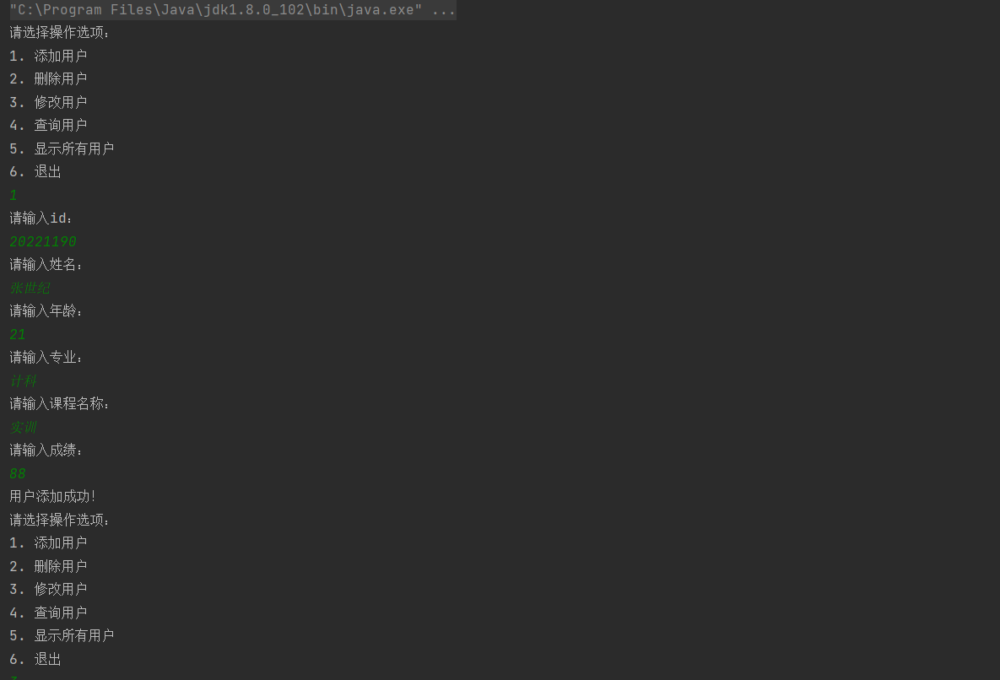 "C:\Program Files\Java\jdk1.8.0_102\bin\java.exe" ...
请选择操作选项：
1. 添加用户
2. 删除用户
3. 修改用户
4. 查询用户
5. 显示所有用户
6. 退出
1
请输入id：
20221190
请输入姓名：
张世纪
请输入年龄：
21
请输入专业：
计科
请输入课程名称：
实训
请输入成绩：
88
用户添加成功！
请选择操作选项：
1. 添加用户
2. 删除用户
3. 修改用户
4. 查询用户
5. 显示所有用户
6. 退出